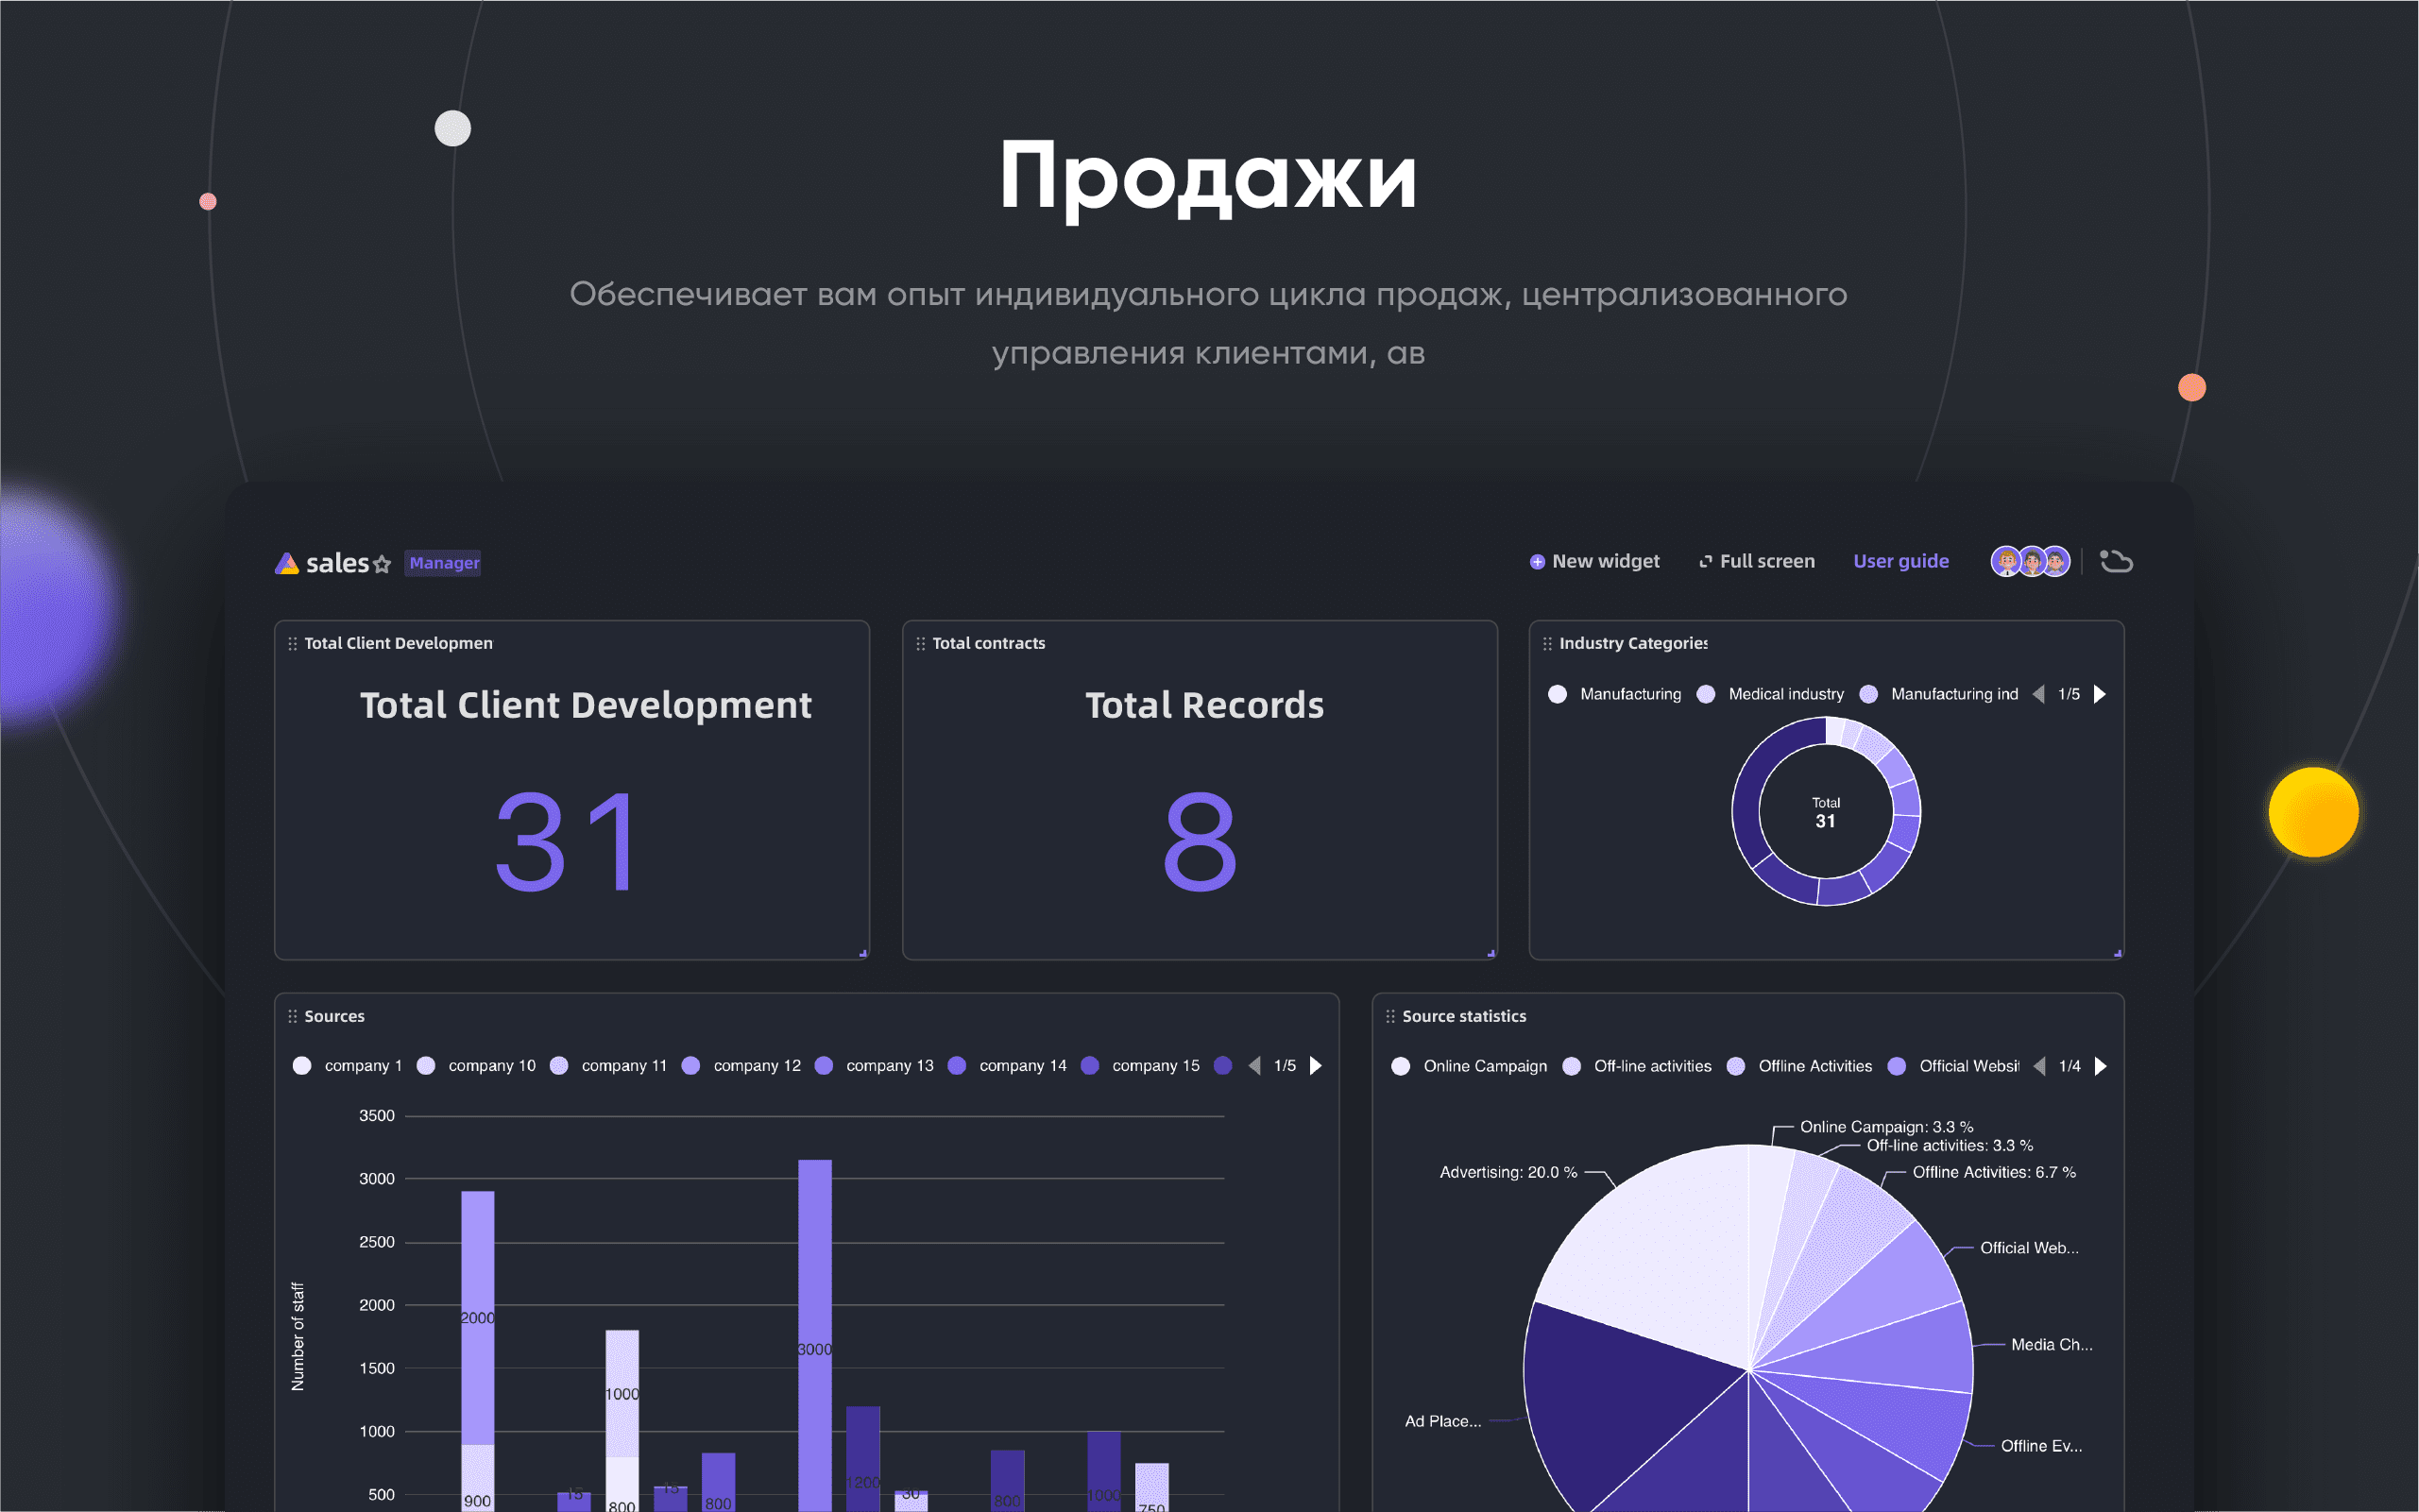 Продажи
Обеспечивает вам опыт индивидуального цикла продаж, централизованного
управления клиентами, ав
sales Manager
New widget Full screen User guide
Total Client Developmen
Total Client Development
31
Total contracts
Total Records
8
Industry Categories
Manufacturing Medical industry Manufacturing ind 1/5
Total
31
Sources
company 1 company 10 company 11 company 12 company 13 company 14 company 15 1/5
Number of staff
3500
3000
2500
2000
1500
1000
500
2000
900
15
1000
800
15
800
3000
1200
30
800
1000
750
Source statistics
Online Campaign Off-line activities Offline Activities Official Websi 1/4
Online Campaign: 3.3 %
Off-line activities: 3.3 %
Advertising: 20.0 %
Offline Activities: 6.7 %
Official Web...
Media Ch...
Ad Place...
Offline Ev...